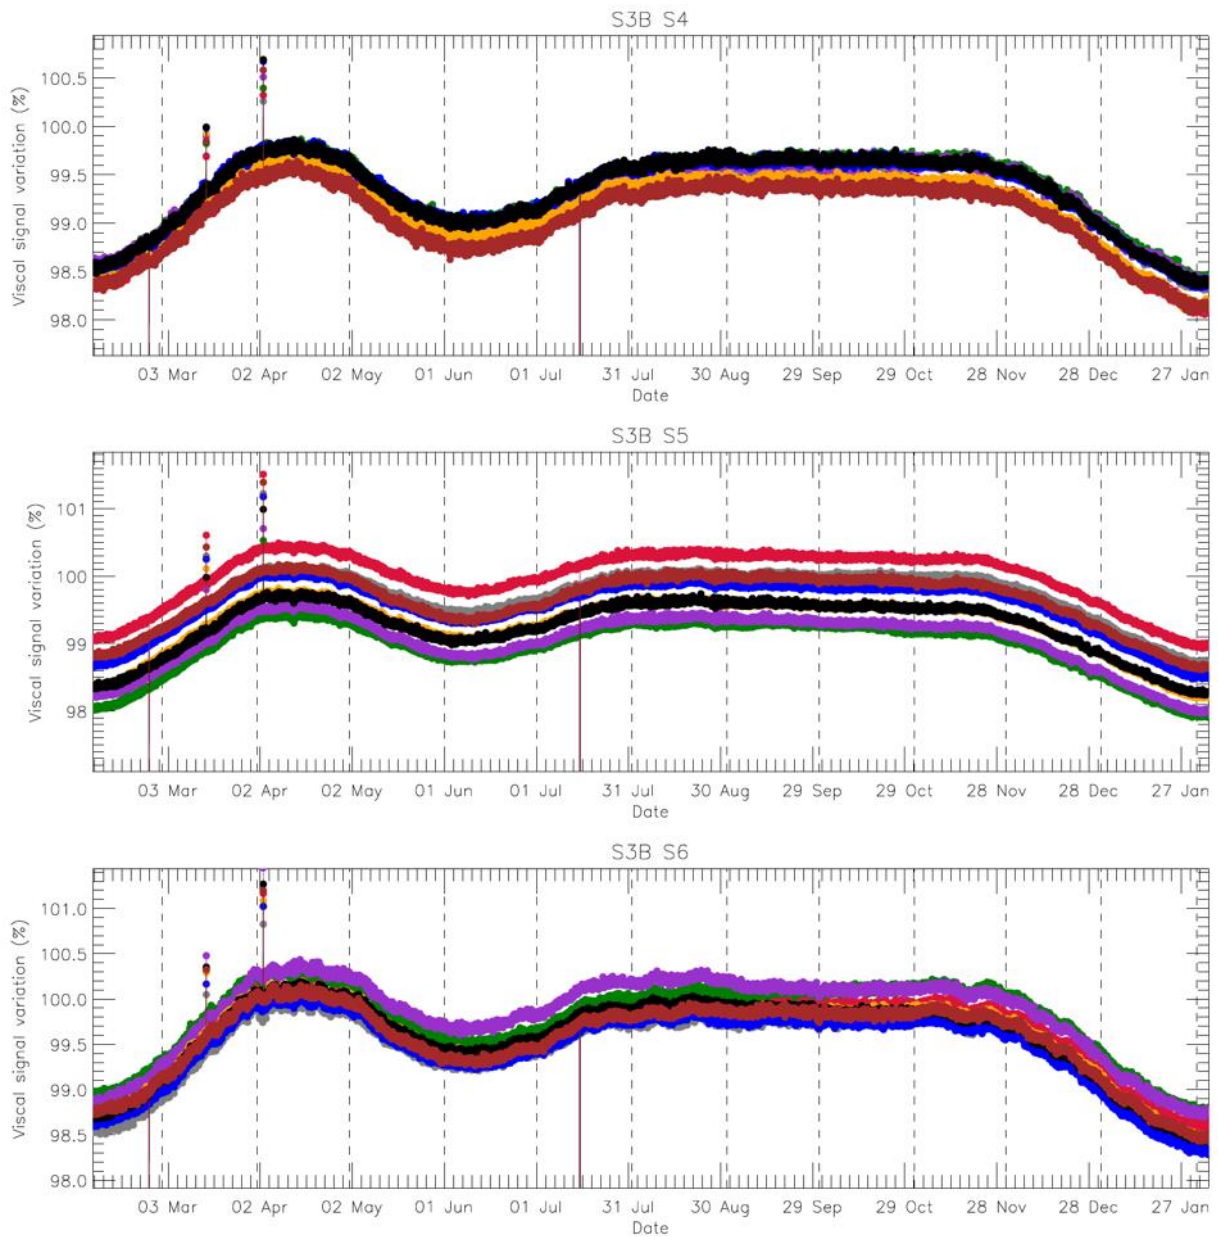 S3B S4
Viscal signal variation (%)
100.5
100.0
99.5
99.0
98.5
98.0
03 Mar 02 Apr 02 May 01 Jun 01 Jul 31 Jul 30 Aug 29 Sep 29 Oct 28 Nov 28 Dec 27 Jan
Date
S3B S5
Viscal signal variation (%)
101
100
99
98
03 Mar 02 Apr 02 May 01 Jun 01 Jul 31 Jul 30 Aug 29 Sep 29 Oct 28 Nov 28 Dec 27 Jan
Date
S3B S6
Viscal signal variation (%)
101.0
100.5
100.0
99.5
99.0
98.5
98.0
03 Mar 02 Apr 02 May 01 Jun 01 Jul 31 Jul 30 Aug 29 Sep 29 Oct 28 Nov 28 Dec 27 Jan
Date